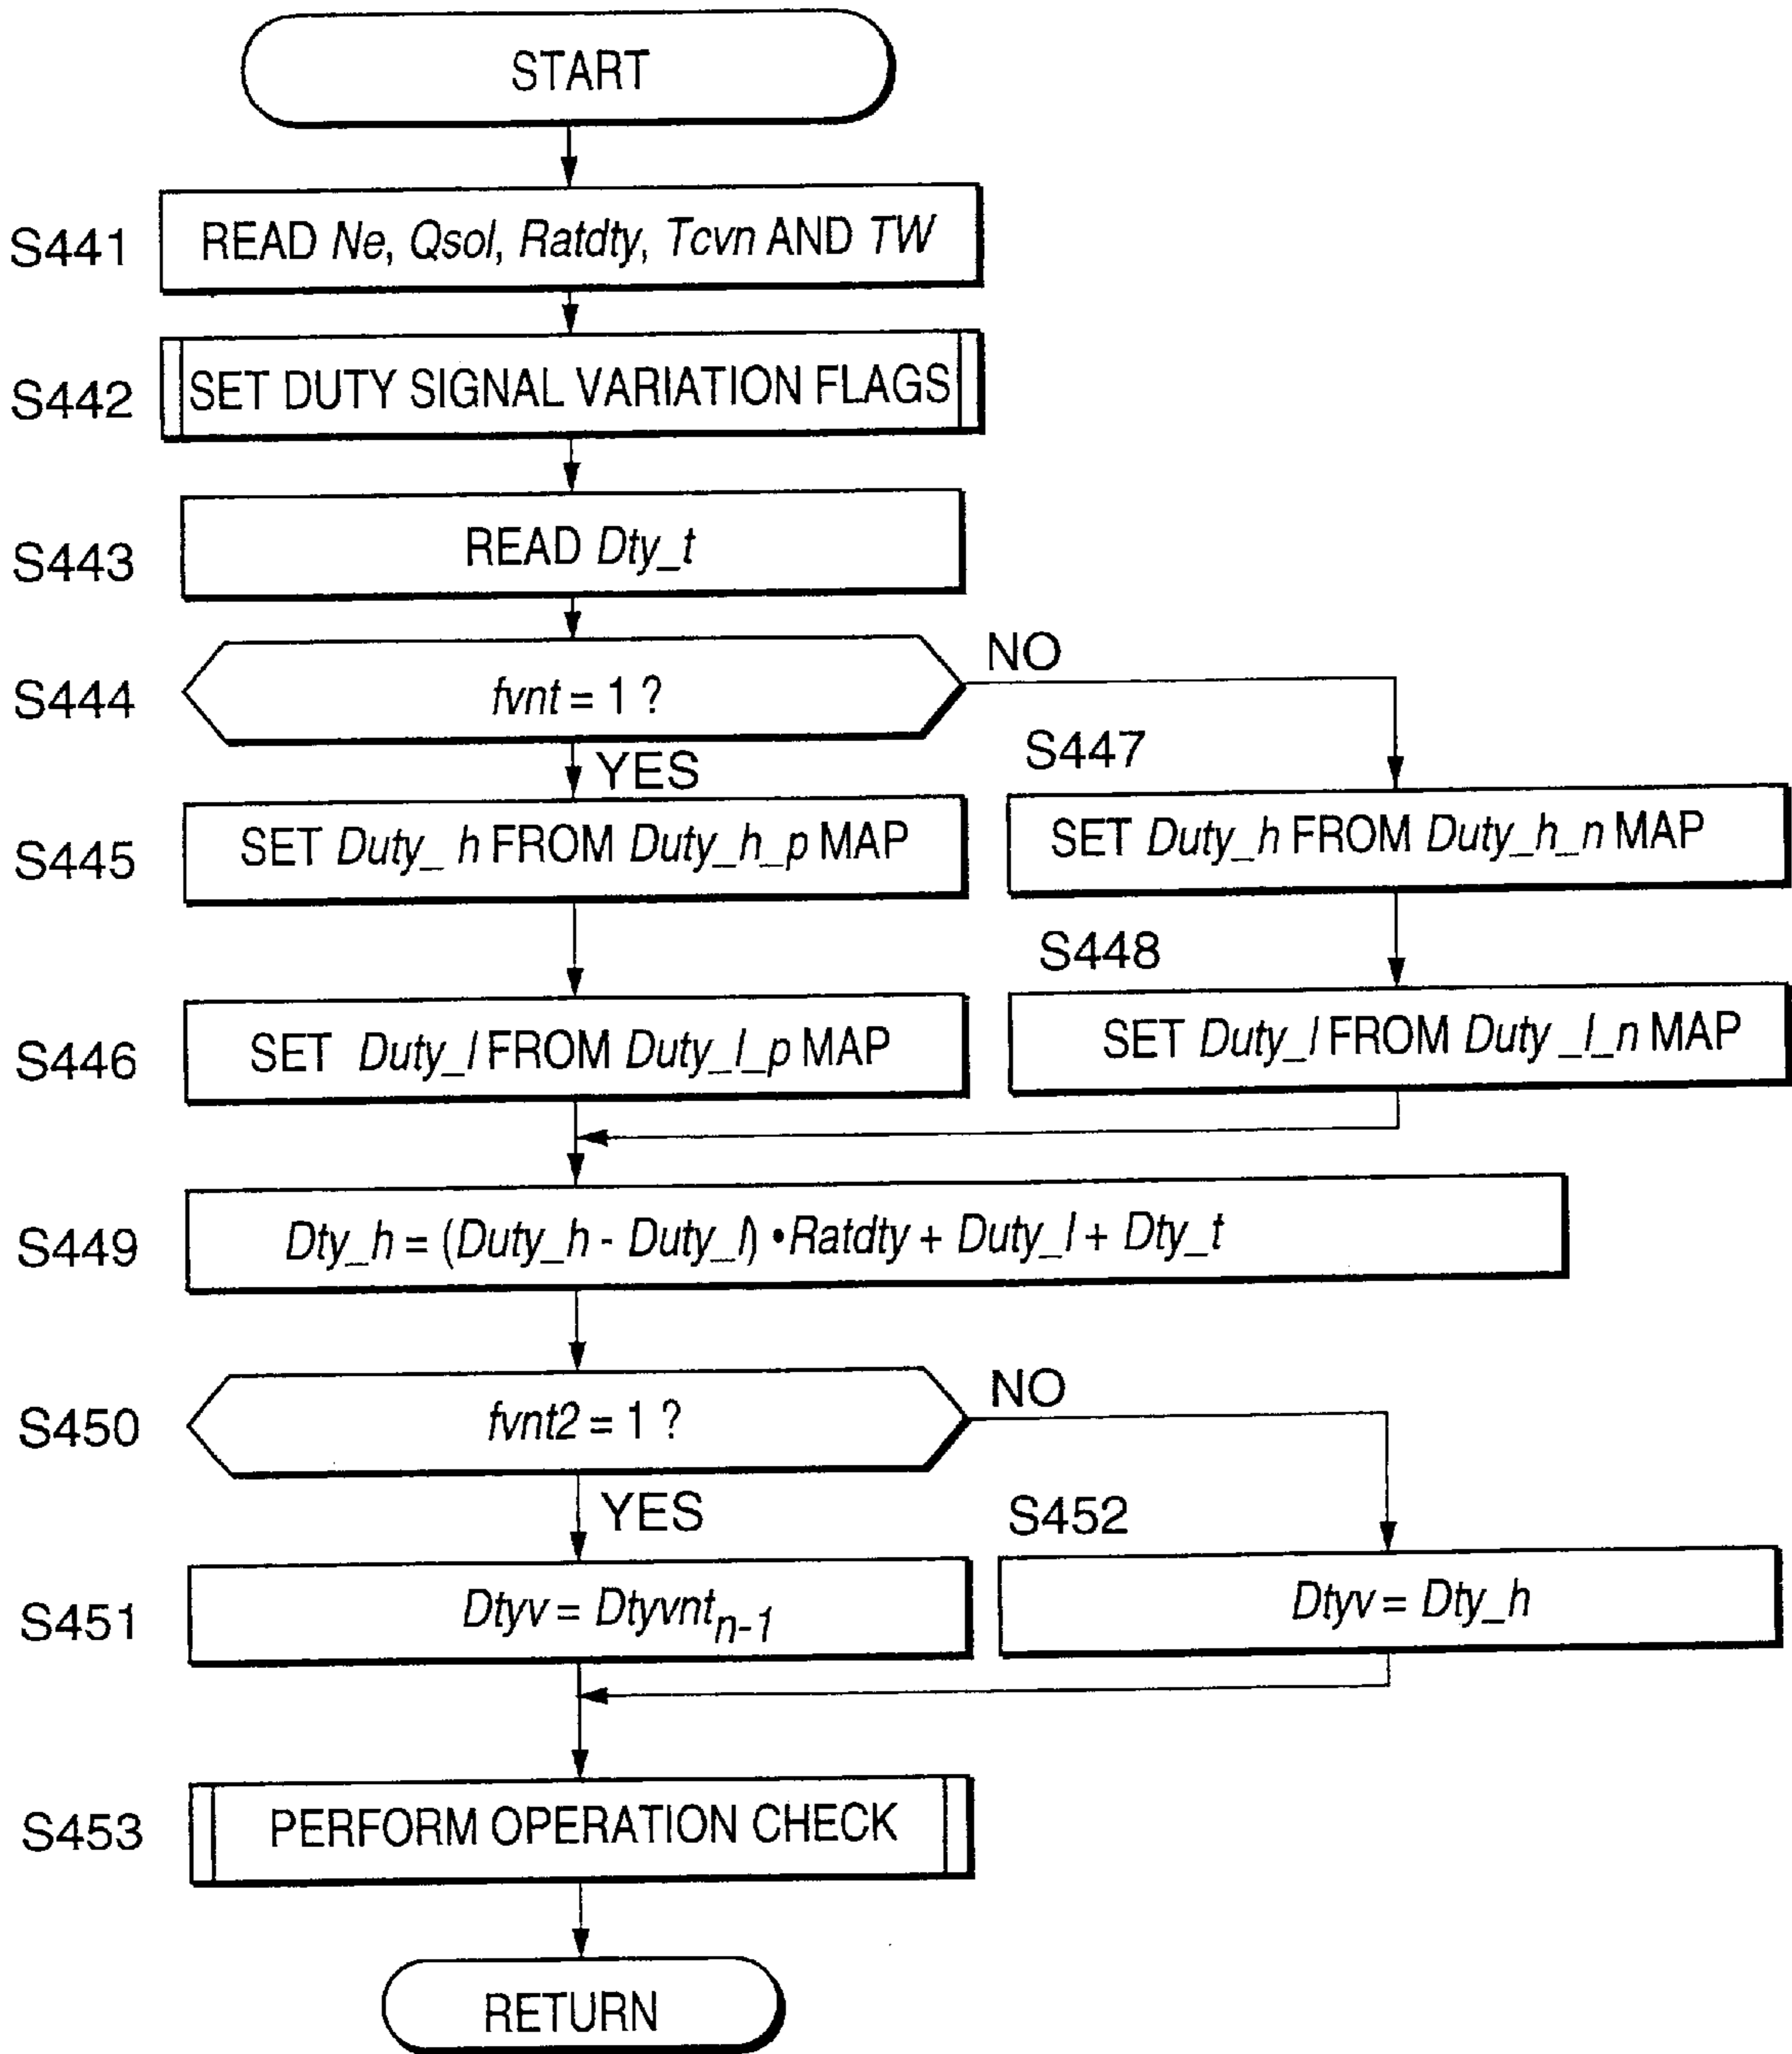 START
S441
READ Ne, Qsol, Ratdty, Tcvn AND TW
S442
SET DUTY SIGNAL VARIATION FLAGS
S443
READ Dty_t
S444
fvnt = 1 ?
NO
YES
S445
SET Duty_ h FROM Duty_h_p MAP
S447
SET Duty_h FROM Duty_h_n MAP
S446
SET Duty_l FROM Duty_l_p MAP
S448
SET Duty_l FROM Duty _l_n MAP
S449
Dty_h = (Duty_h - Duty_l) •Ratdty + Duty_l + Dty_t
S450
fvnt2 = 1 ?
NO
YES
S451
Dtyv = Dtyvnt n-1
S452
Dtyv = Dty_h
S453
PERFORM OPERATION CHECK
RETURN